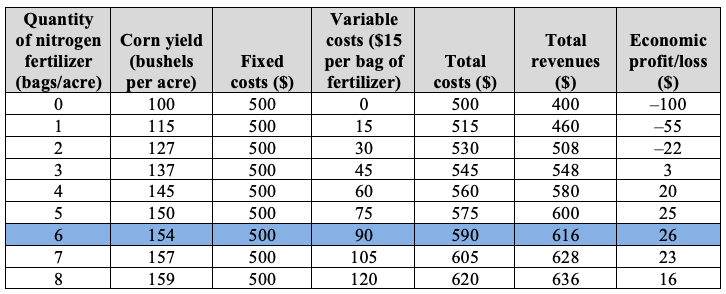 Quantity of nitrogen fertilizer (bags/acre) | Corn yield (bushels per acre) | Fixed costs ($) | Variable costs ($15 per bag of fertilizer) | Total costs ($) | Total revenues ($) | Economic profit/loss ($)
0 | 100 | 500 | 0 | 500 | 400 | –100
1 | 115 | 500 | 15 | 515 | 460 | –55
2 | 127 | 500 | 30 | 530 | 508 | –22
3 | 137 | 500 | 45 | 545 | 548 | 3
4 | 145 | 500 | 60 | 560 | 580 | 20
5 | 150 | 500 | 75 | 575 | 600 | 25
6 | 154 | 500 | 90 | 590 | 616 | 26
7 | 157 | 500 | 105 | 605 | 628 | 23
8 | 159 | 500 | 120 | 620 | 636 | 16